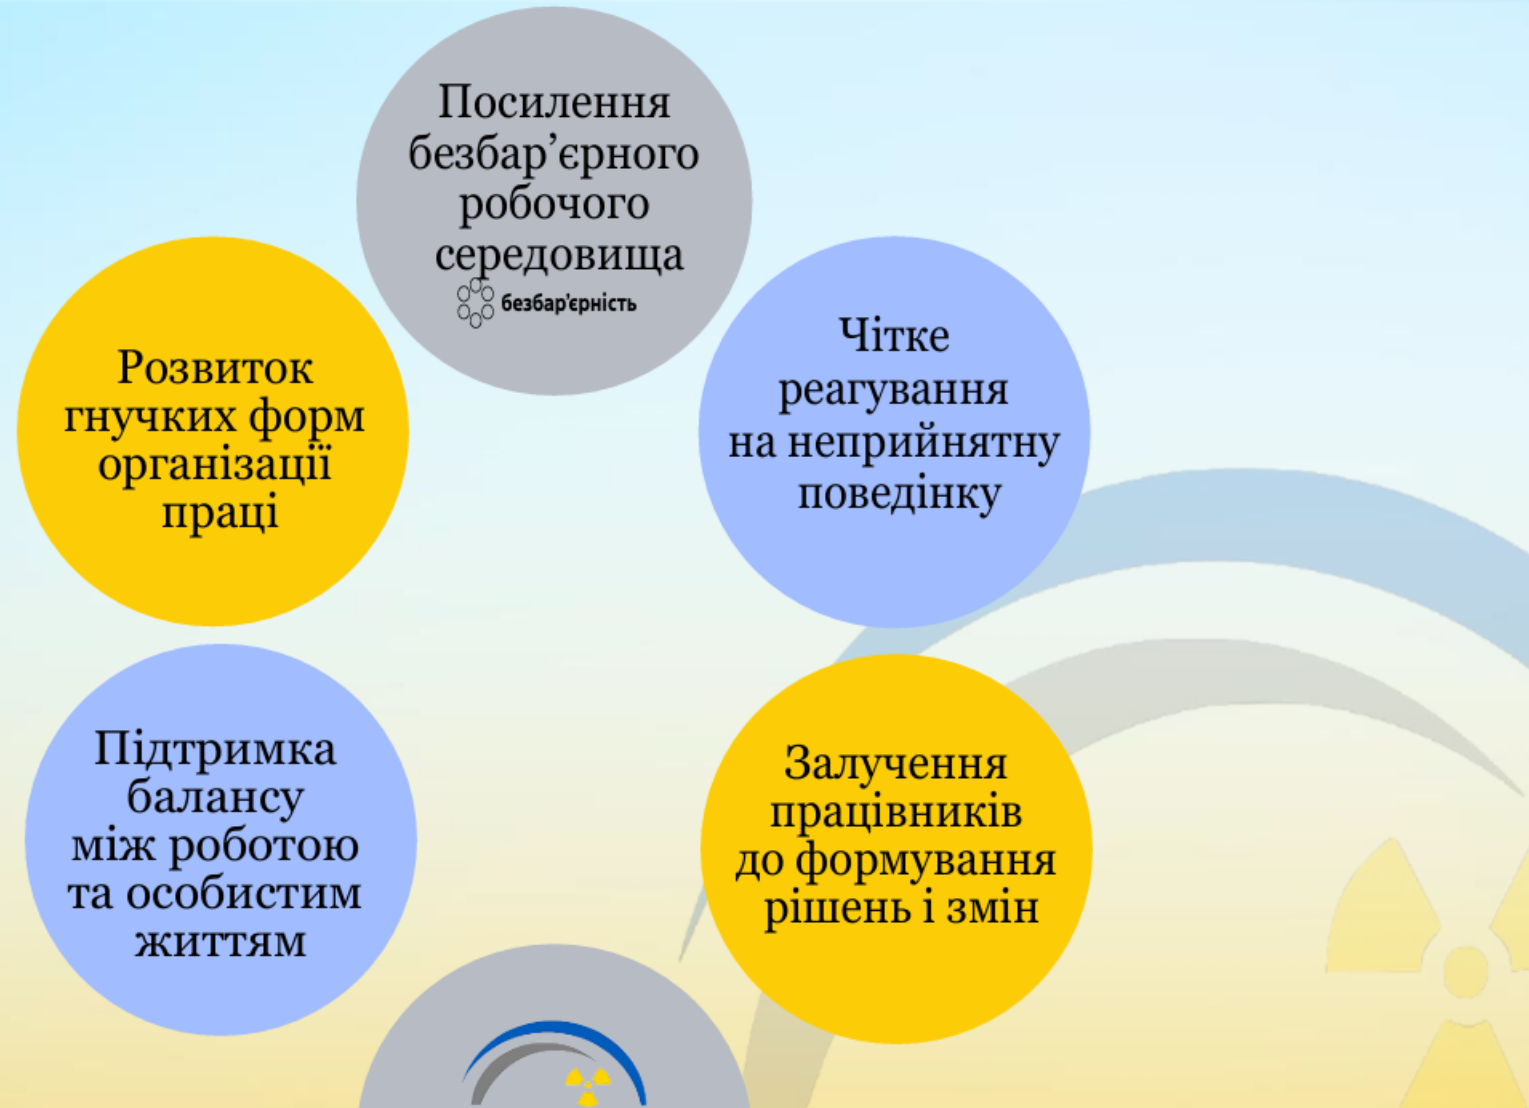 Посилення
безбар’єрного
робочого
середовища
безбар'єрність
Розвиток
гнучких форм
організації
праці
Чітке
реагування
на неприйнятну
поведінку
Підтримка
балансу
між роботою
та особистим
життям
Залучення
працівників
до формування
рішень і змін